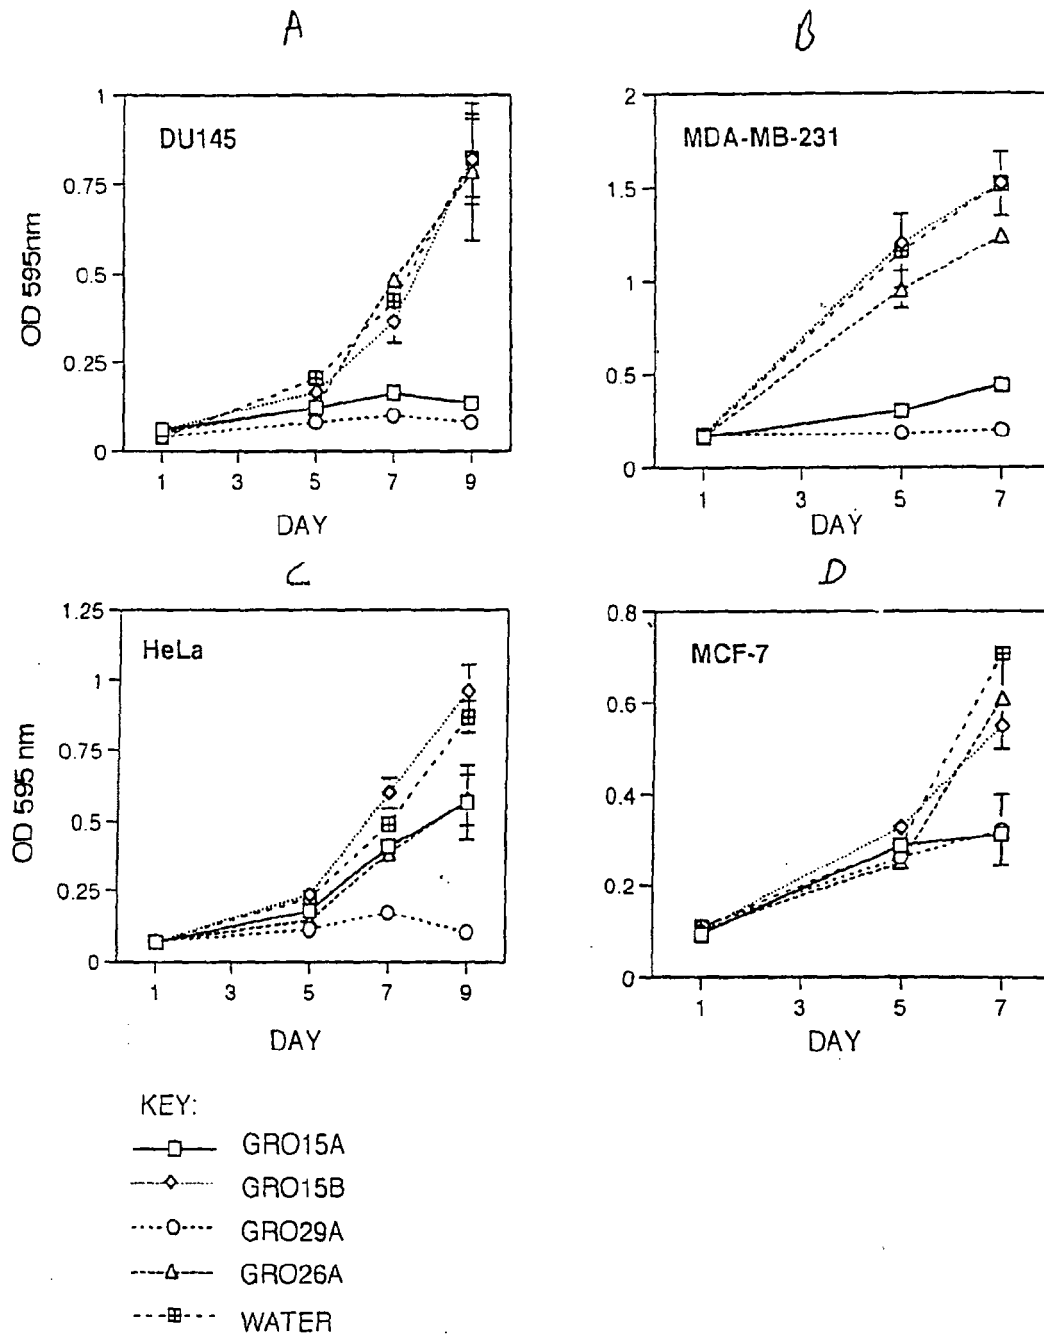 A
B
1
0.75
0.5
0.25
0
OD 595nm
DU145
1
3
5
7
9
DAY
2
1.5
1
0.5
0
MDA-MB-231
1
3
5
7
DAY
C
D
1.25
1
0.75
0.5
0.25
0
OD 595 nm
HeLa
1
3
5
7
9
DAY
0.8
0.6
0.4
0.2
0
MCF-7
1
3
5
7
DAY
KEY:
GRO15A
GRO15B
GRO29A
GRO26A
WATER